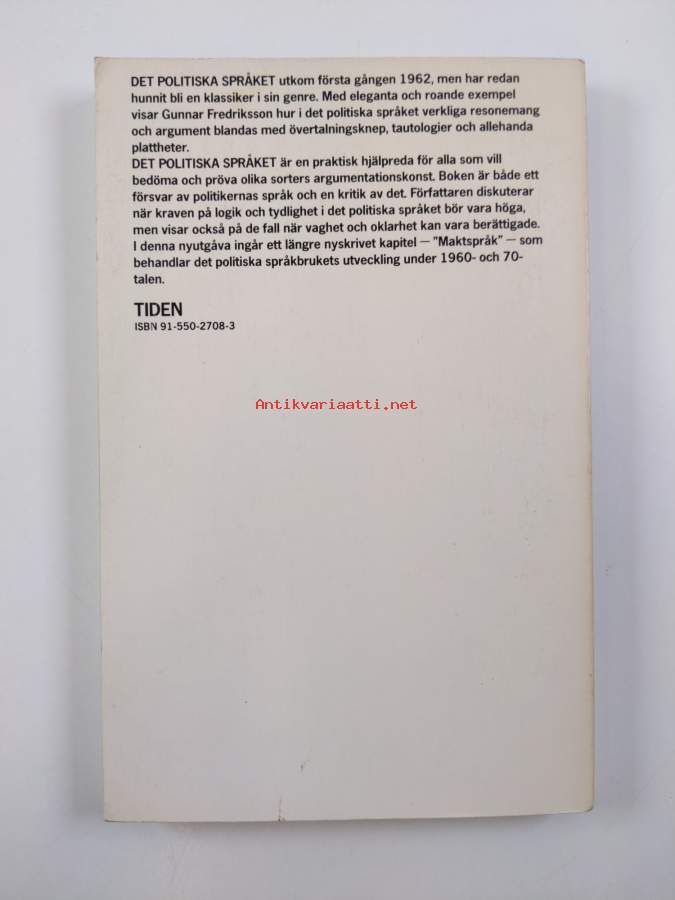 DET POLITISKA SPRÅKET utkom första gången 1962, men har redan
hunnit bli en klassiker i sin genre. Med eleganta och roande exempel
visar Gunnar Fredriksson hur i det politiska språket verkliga resonemang
och argument blandas med övertalningsknep, tautologier och allehanda
plattheter.
DET POLITISKA SPRÅKET är en praktisk hjälpreda för alla som vill
bedöma och pröva olika sorters argumentationskonst. Boken är både ett
försvar av politikernas språk och en kritik av det. Författaren diskuterar
när kraven på logik och tydlighet i det politiska språket bör vara höga,
men visar också på de fall när vaghet och oklarhet kan vara berättigade.
I denna nyutgåva ingår ett längre nyskrivet kapitel — ”Maktspråk” — som
behandlar det politiska språkbrukets utveckling under 1960- och 70-
talen.
TIDEN
ISBN 91-550-2708-3
Antikvariaatti.net